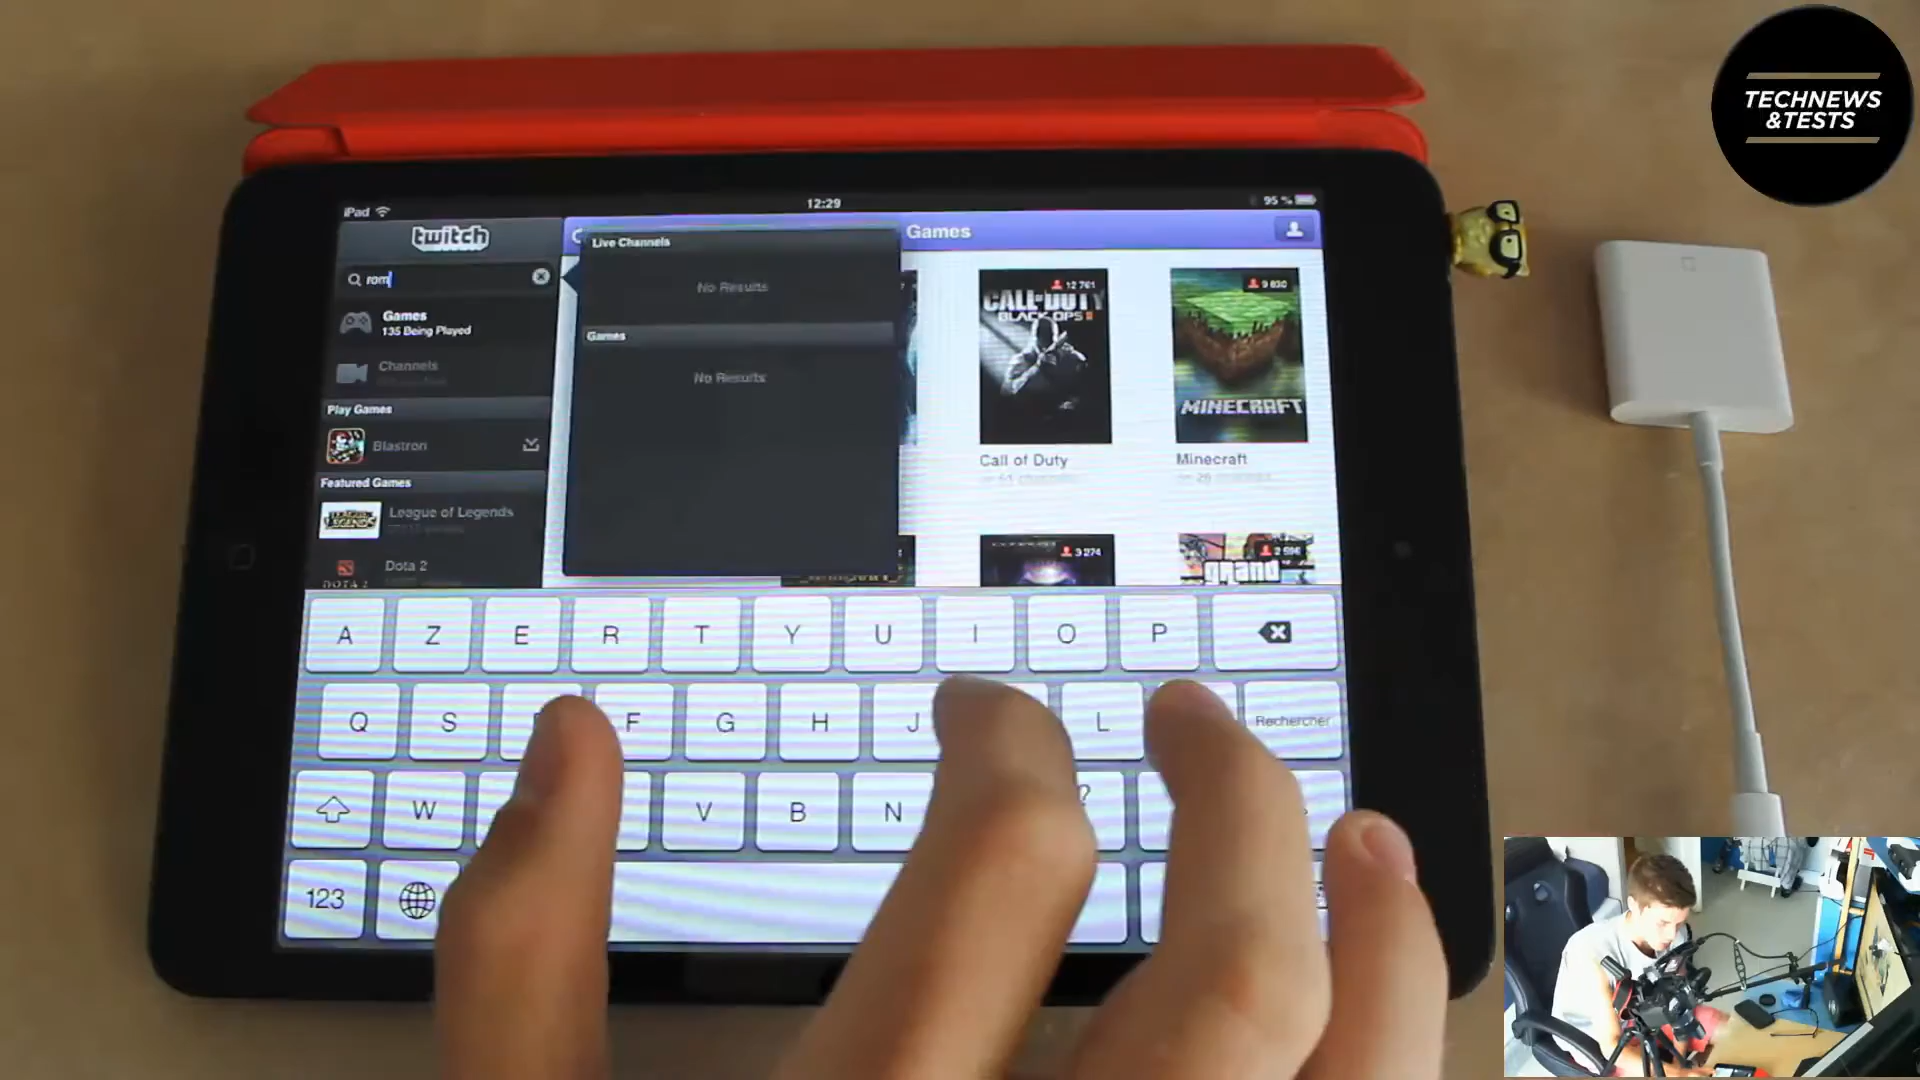 TECHNEWS
&TESTS
iPad
12:29
95 %
twitch
Games
Live Channels
No Results
Games
No Results
rom
Games
135 Being Played
Channels
Play Games
Blastron
Featured Games
League of Legends
Dota 2
DOTA 2
12 761
CALL OF DUTY
BLACK OPS II
Call of Duty
9 830
MINECRAFT
Minecraft
3 274
grand
A Z E R T Y U I O P
Q S F G H J L Rechercher
W V B N ?
123